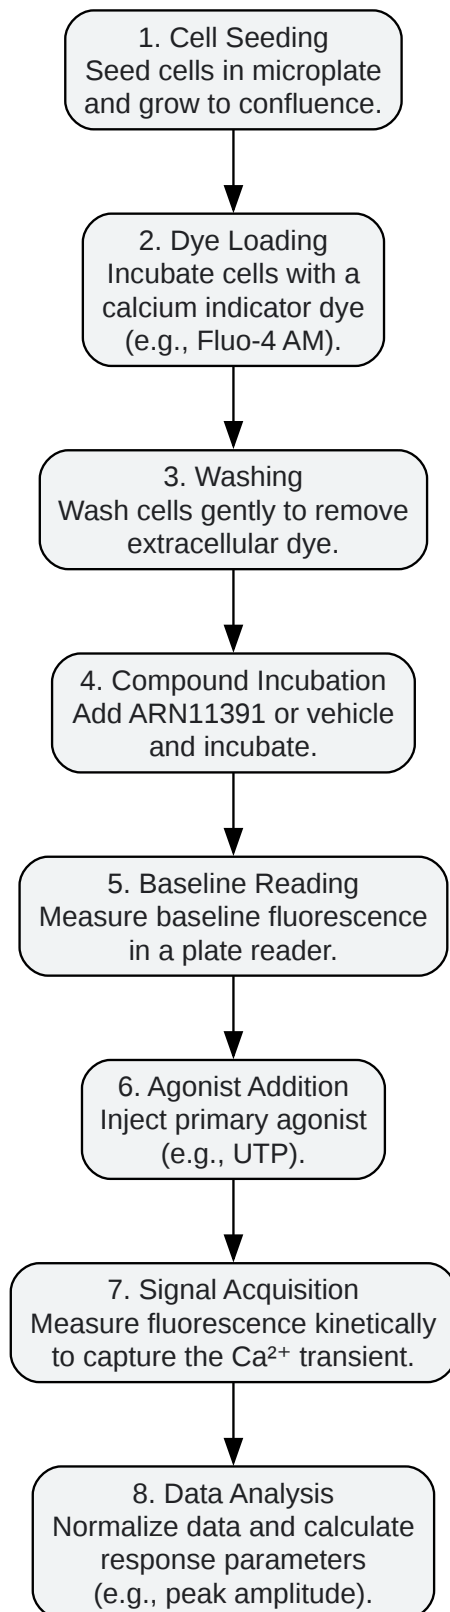 1. Cell Seeding
Seed cells in microplate
and grow to confluence.
2. Dye Loading
Incubate cells with a
calcium indicator dye
(e.g., Fluo-4 AM).
3. Washing
Wash cells gently to remove
extracellular dye.
4. Compound Incubation
Add ARN11391 or vehicle
and incubate.
5. Baseline Reading
Measure baseline fluorescence
in a plate reader.
6. Agonist Addition
Inject primary agonist
(e.g., UTP).
7. Signal Acquisition
Measure fluorescence kinetically
to capture the Ca²⁺ transient.
8. Data Analysis
Normalize data and calculate
response parameters
(e.g., peak amplitude).